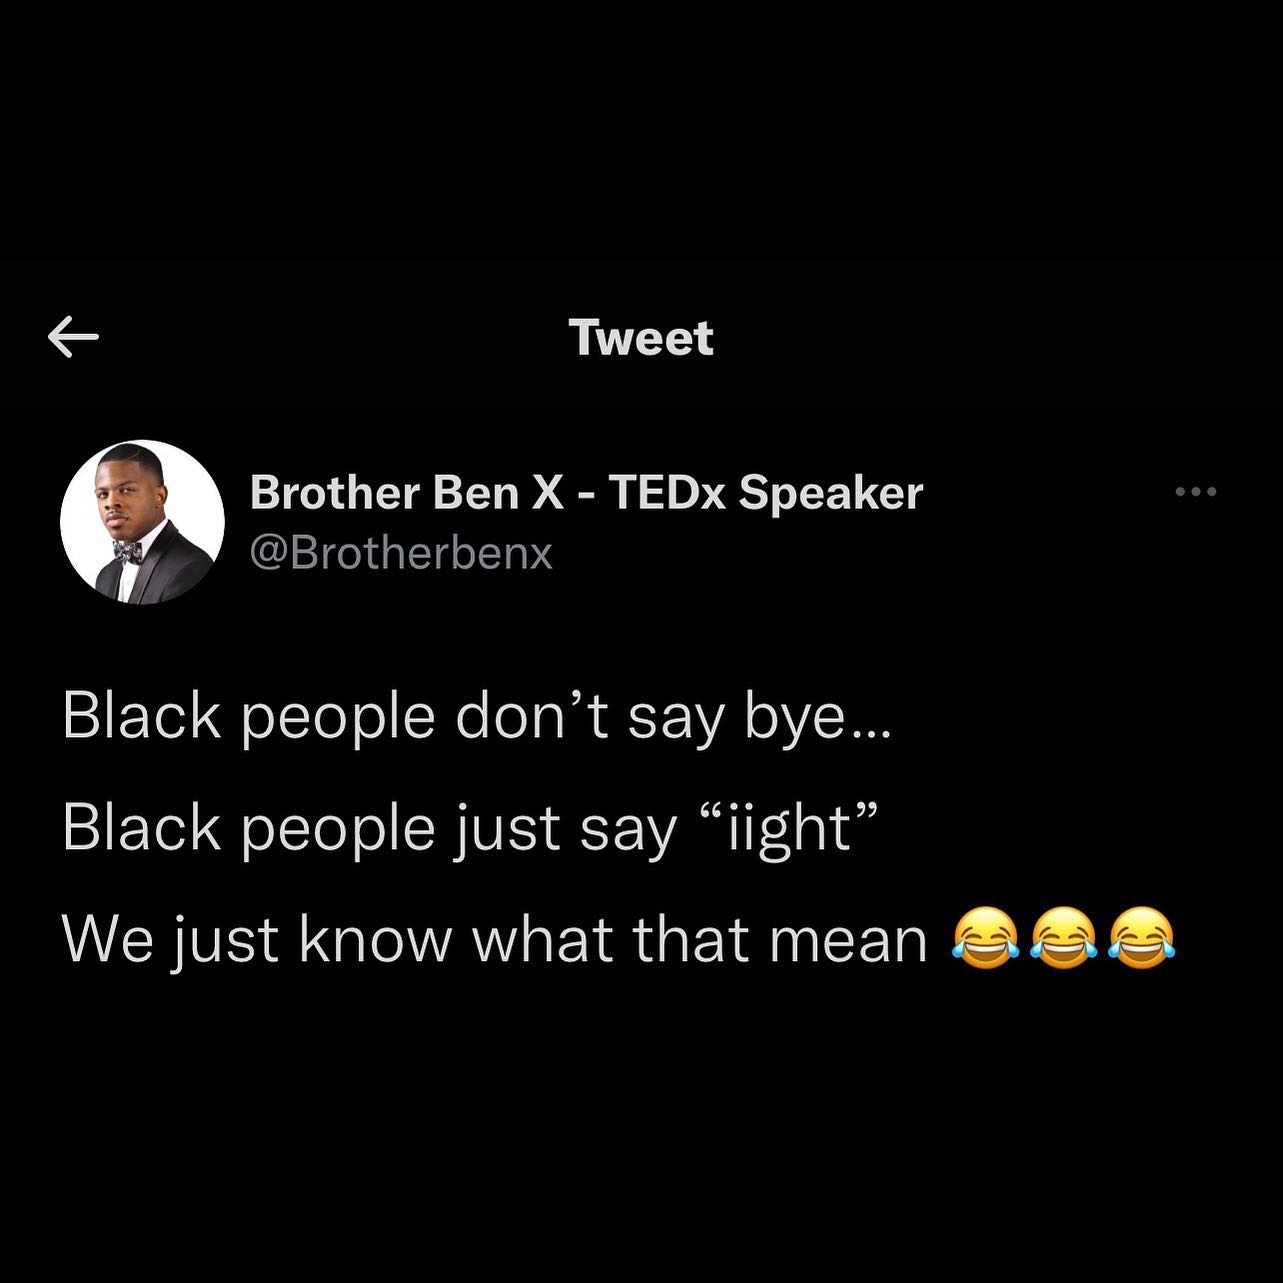 Tweet
Brother Ben X - TEDx Speaker
@Brotherbenx
Black people don’t say bye...
Black people just say “iight”
We just know what that mean 😂😂😂